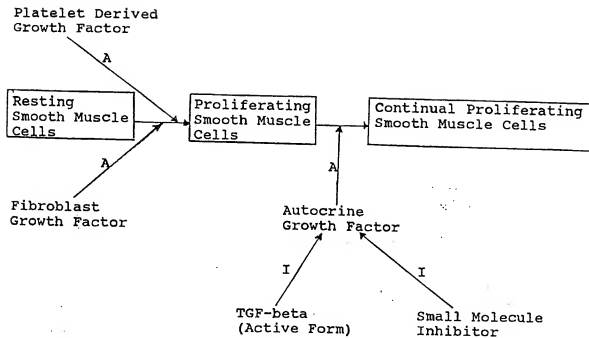 Platelet Derived
Growth Factor
A
Resting
Smooth Muscle
Cells
Proliferating
Smooth Muscle
Cells
Continual Proliferating
Smooth Muscle Cells
A
A
Fibroblast
Growth Factor
Autocrine
Growth Factor
I
I
TGF-beta
(Active Form)
Small Molecule
Inhibitor